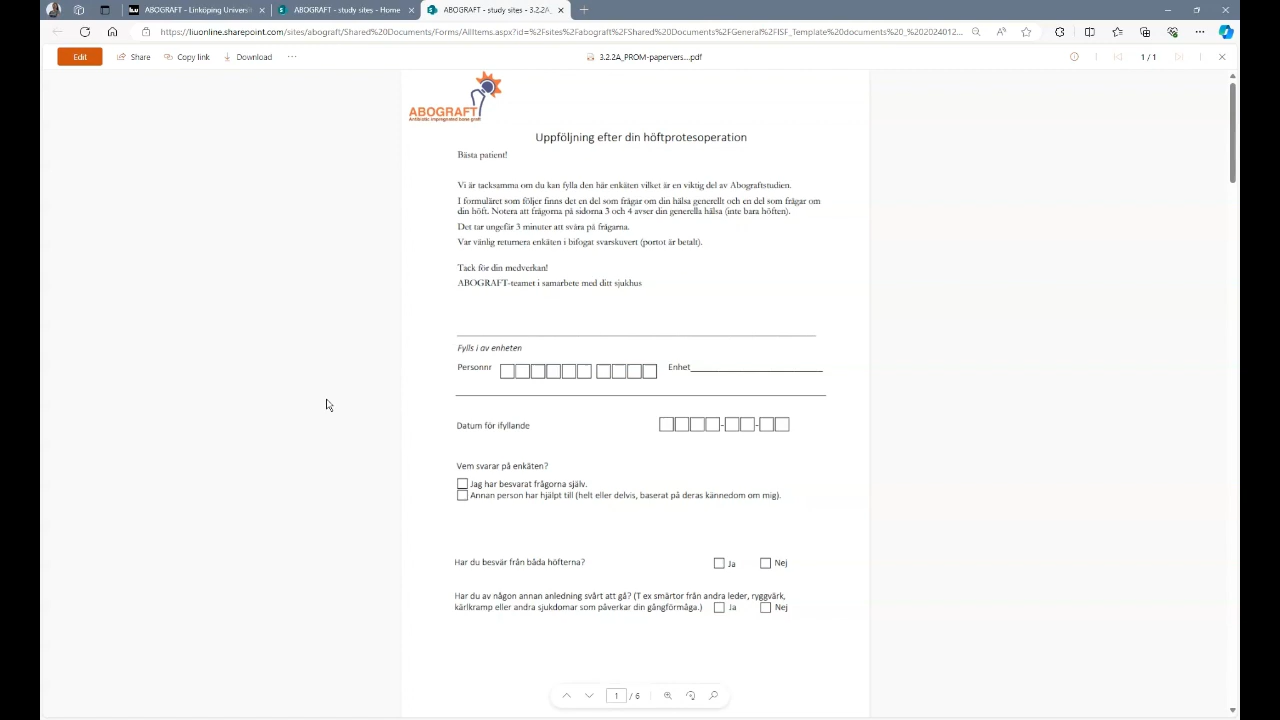 ABOGRAFT - Linköping Univers
ABOGRAFT - study sites - Home
ABOGRAFT - study sites - 3.2.2A_
https://liuonline.sharepoint.com/sites/abograft/Shared%20Documents/Forms/AllItems.aspx?id=%2Fsites%2Fabograft%2FShared%20Documents%2FGeneral%2FISF_Template%20documents%20_%202024012...
Edit
Share
Copy link
Download
3.2.2A_PROM-papervers...pdf
1 / 1
ABOGRAFT
Antibiotic impregnated bone graft
Uppföljning efter din höftprotesoperation
Bästa patient!
Vi är tacksamma om du kan fylla den här enkäten vilket är en viktig del av Abograftstudien.
I formuläret som följer finns det en del som frågar om din hälsa generellt och en del som frågar om
din höft. Notera att frågorna på sidorna 3 och 4 avser din generella hälsa (inte bara höften).
Det tar ungefär 3 minuter att svara på frågarna.
Var vänlig returnera enkäten i bifogat svarskuvert (portot är betalt).
Tack för din medverkan!
ABOGRAFT-teamet i samarbete med ditt sjukhus
Fylls i av enheten
Personnr
Enhet
Datum för ifyllande
Vem svarar på enkäten?
Jag har besvarat frågorna själv.
Annan person har hjälpt till (helt eller delvis, baserat på deras kännedom om mig).
Har du besvär från båda höfterna? Ja Nej
Har du av någon annan anledning svårt att gå? (T ex smärtor från andra leder, ryggvärk,
kärlkramp eller andra sjukdomar som påverkar din gångförmåga.) Ja Nej
1 / 6